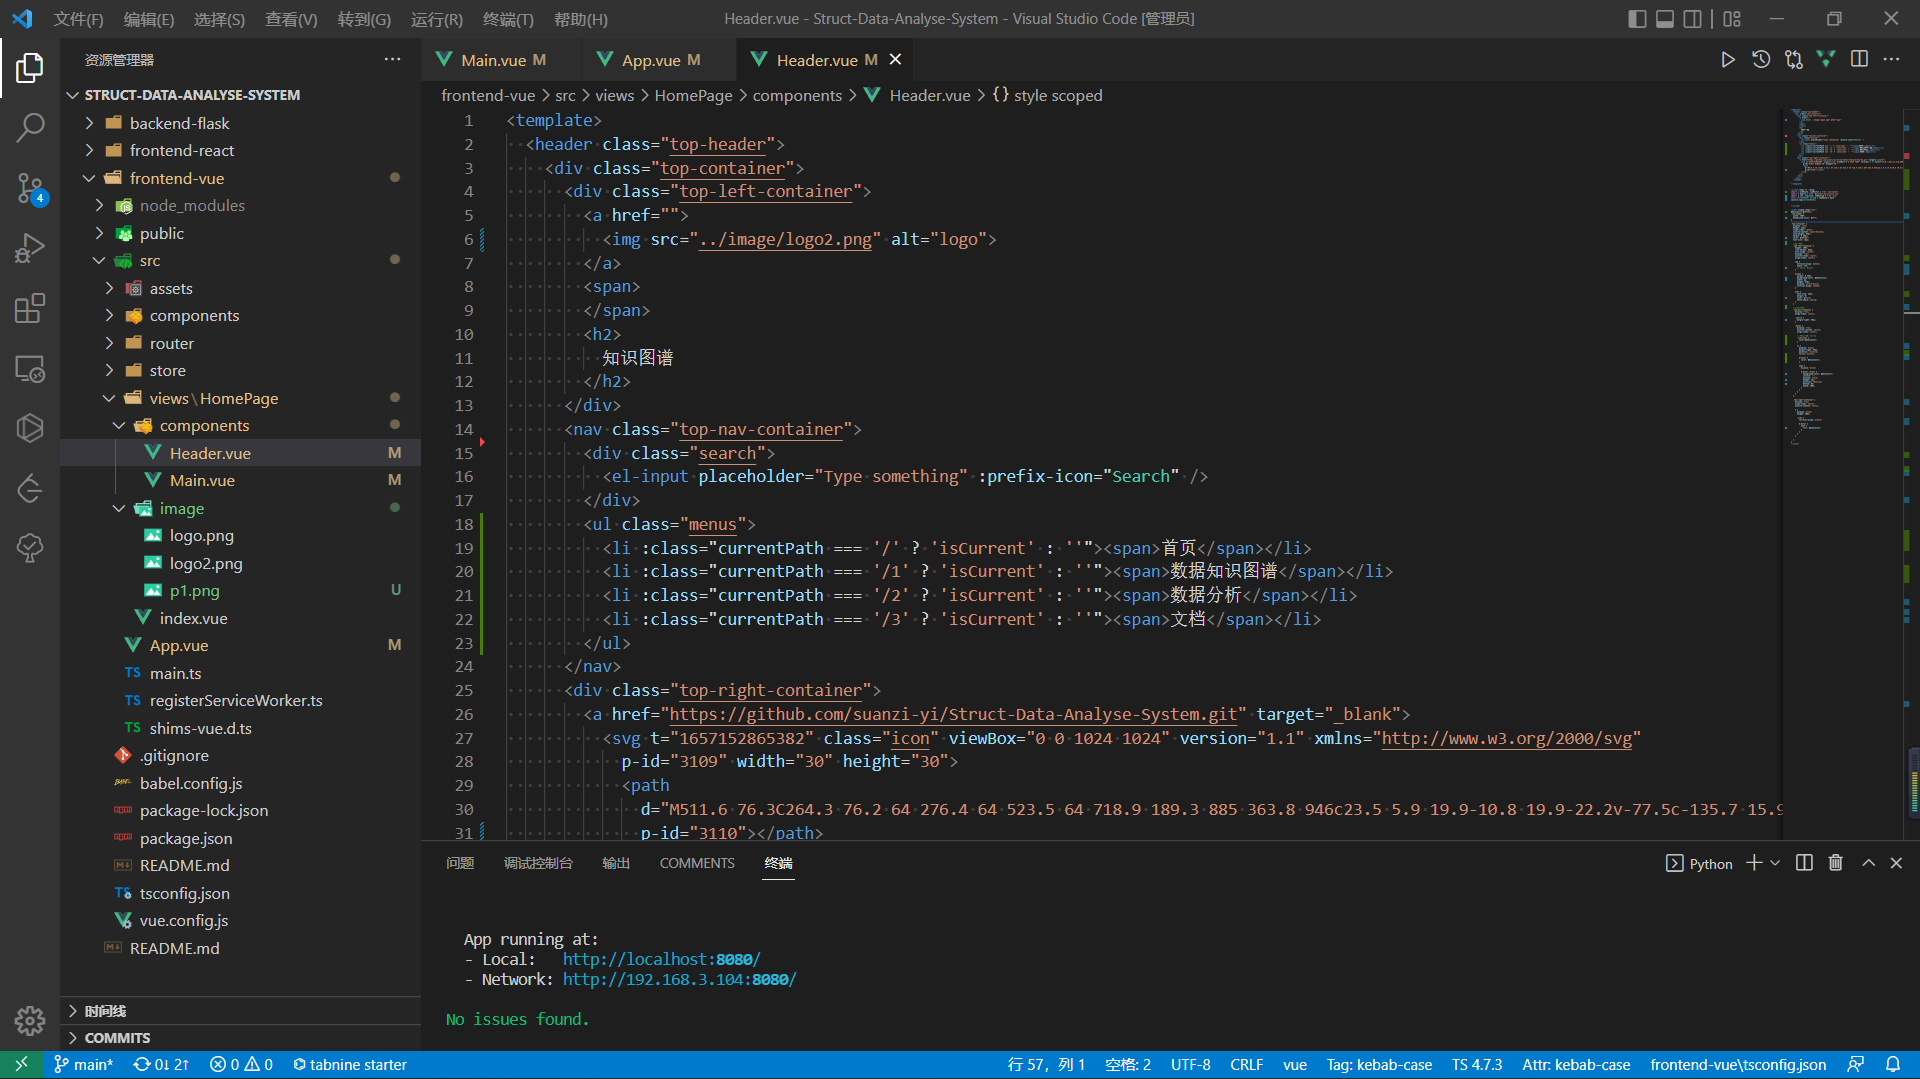 文件(F) 编辑(E) 选择(S) 查看(V) 转到(G) 运行(R) 终端(T) 帮助(H) Header.vue - Struct-Data-Analyse-System - Visual Studio Code [管理员]
资源管理器
STRUCT-DATA-ANALYSE-SYSTEM
backend-flask
frontend-react
frontend-vue
node_modules
public
src
assets
components
router
store
views\HomePage
components
Header.vue M
Main.vue M
image
logo.png
logo2.png
p1.png U
index.vue
App.vue M
TS main.ts
TS registerServiceWorker.ts
TS shims-vue.d.ts
.gitignore
babel.config.js
package-lock.json
package.json
README.md
tsconfig.json
vue.config.js
README.md
时间线
COMMITS
4
Main.vue M App.vue M Header.vue M
frontend-vue > src > views > HomePage > components > Header.vue > {} style scoped
1 <template>
2 <header class="top-header">
3 <div class="top-container">
4 <div class="top-left-container">
5 <a href="">
6 <img src="../image/logo2.png" alt="logo">
7 </a>
8 <span>
9 </span>
10 <h2>
11 知识图谱
12 </h2>
13 </div>
14 <nav class="top-nav-container">
15 <div class="search">
16 <el-input placeholder="Type something" :prefix-icon="Search" />
17 </div>
18 <ul class="menus">
19 <li :class="currentPath === '/' ? 'isCurrent' : ''"><span>首页</span></li>
20 <li :class="currentPath === '/1' ? 'isCurrent' : ''"><span>数据知识图谱</span></li>
21 <li :class="currentPath === '/2' ? 'isCurrent' : ''"><span>数据分析</span></li>
22 <li :class="currentPath === '/3' ? 'isCurrent' : ''"><span>文档</span></li>
23 </ul>
24 </nav>
25 <div class="top-right-container">
26 <a href="https://github.com/suanzi-yi/Struct-Data-Analyse-System.git" target="_blank">
27 <svg t="1657152865382" class="icon" viewBox="0 0 1024 1024" version="1.1" xmlns="http://www.w3.org/2000/svg"
28 p-id="3109" width="30" height="30">
29 <path
30 d="M511.6 76.3C264.3 76.2 64 276.4 64 523.5 64 718.9 189.3 885 363.8 946c23.5 5.9 19.9-10.8 19.9-22.2v-77.5c-135.7 15.9
31 p-id="3110"></path>
问题 调试控制台 输出 COMMENTS 终端 Python
App running at:
- Local: http://localhost:8080/
- Network: http://192.168.3.104:8080/
No issues found.
main* 0↓ 2↑ 0 0 tabnine starter 行 57，列 1 空格: 2 UTF-8 CRLF vue Tag: kebab-case TS 4.7.3 Attr: kebab-case frontend-vue\tsconfig.json